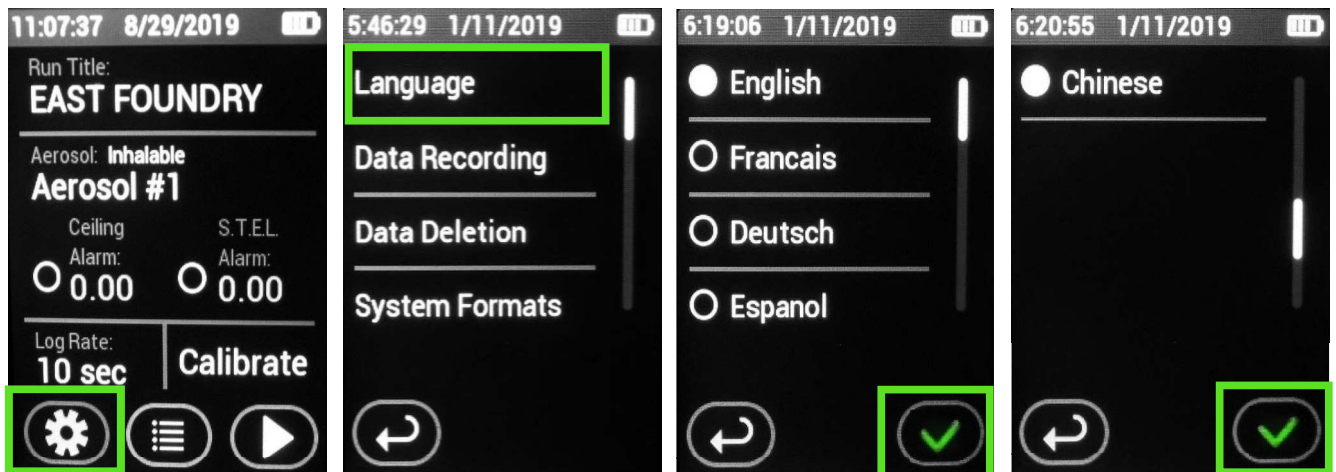 11:07:37 8/29/2019
Run Title:
EAST FOUNDRY
Aerosol: Inhalable
Aerosol #1
Ceiling S.T.E.L.
Alarm: Alarm:
0.00 0.00
Log Rate:
10 sec
Calibrate
5:46:29 1/11/2019
Language
Data Recording
Data Deletion
System Formats
6:19:06 1/11/2019
English
Francais
Deutsch
Espanol
6:20:55 1/11/2019
Chinese